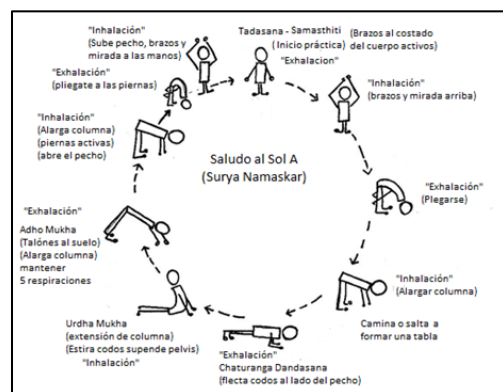 "Inhalación"
(Sube pecho, brazos y
mirada a las manos)
Tadasana - Samasthiti
( Inicio práctica)
"Exhalacion"
(Brazos al costado
del cuerpo activos)
"Inhalación"
(brazos y mirada arriba)
"Exhalación"
(Plegarse)
"Inhalación"
(Alargar columna)
Camina o salta a
formar una tabla
"Exhalación"
Chaturanga Dandasana
(flecta codos al lado del pecho)
Urdha Mukha
(extensión de columna)
(Estira codos supende pelvis)
"Inhalación"
"Exhalación"
Adho Mukha
(Talónes al suelo)
(Alarga columna)
mantener
5 respiraciones
"Inhalación"
(Alarga columna)
(piernas activas)
(abre el pecho)
"Exhalación"
(pliegate a las piernas)
Saludo al Sol A
(Surya Namaskar)